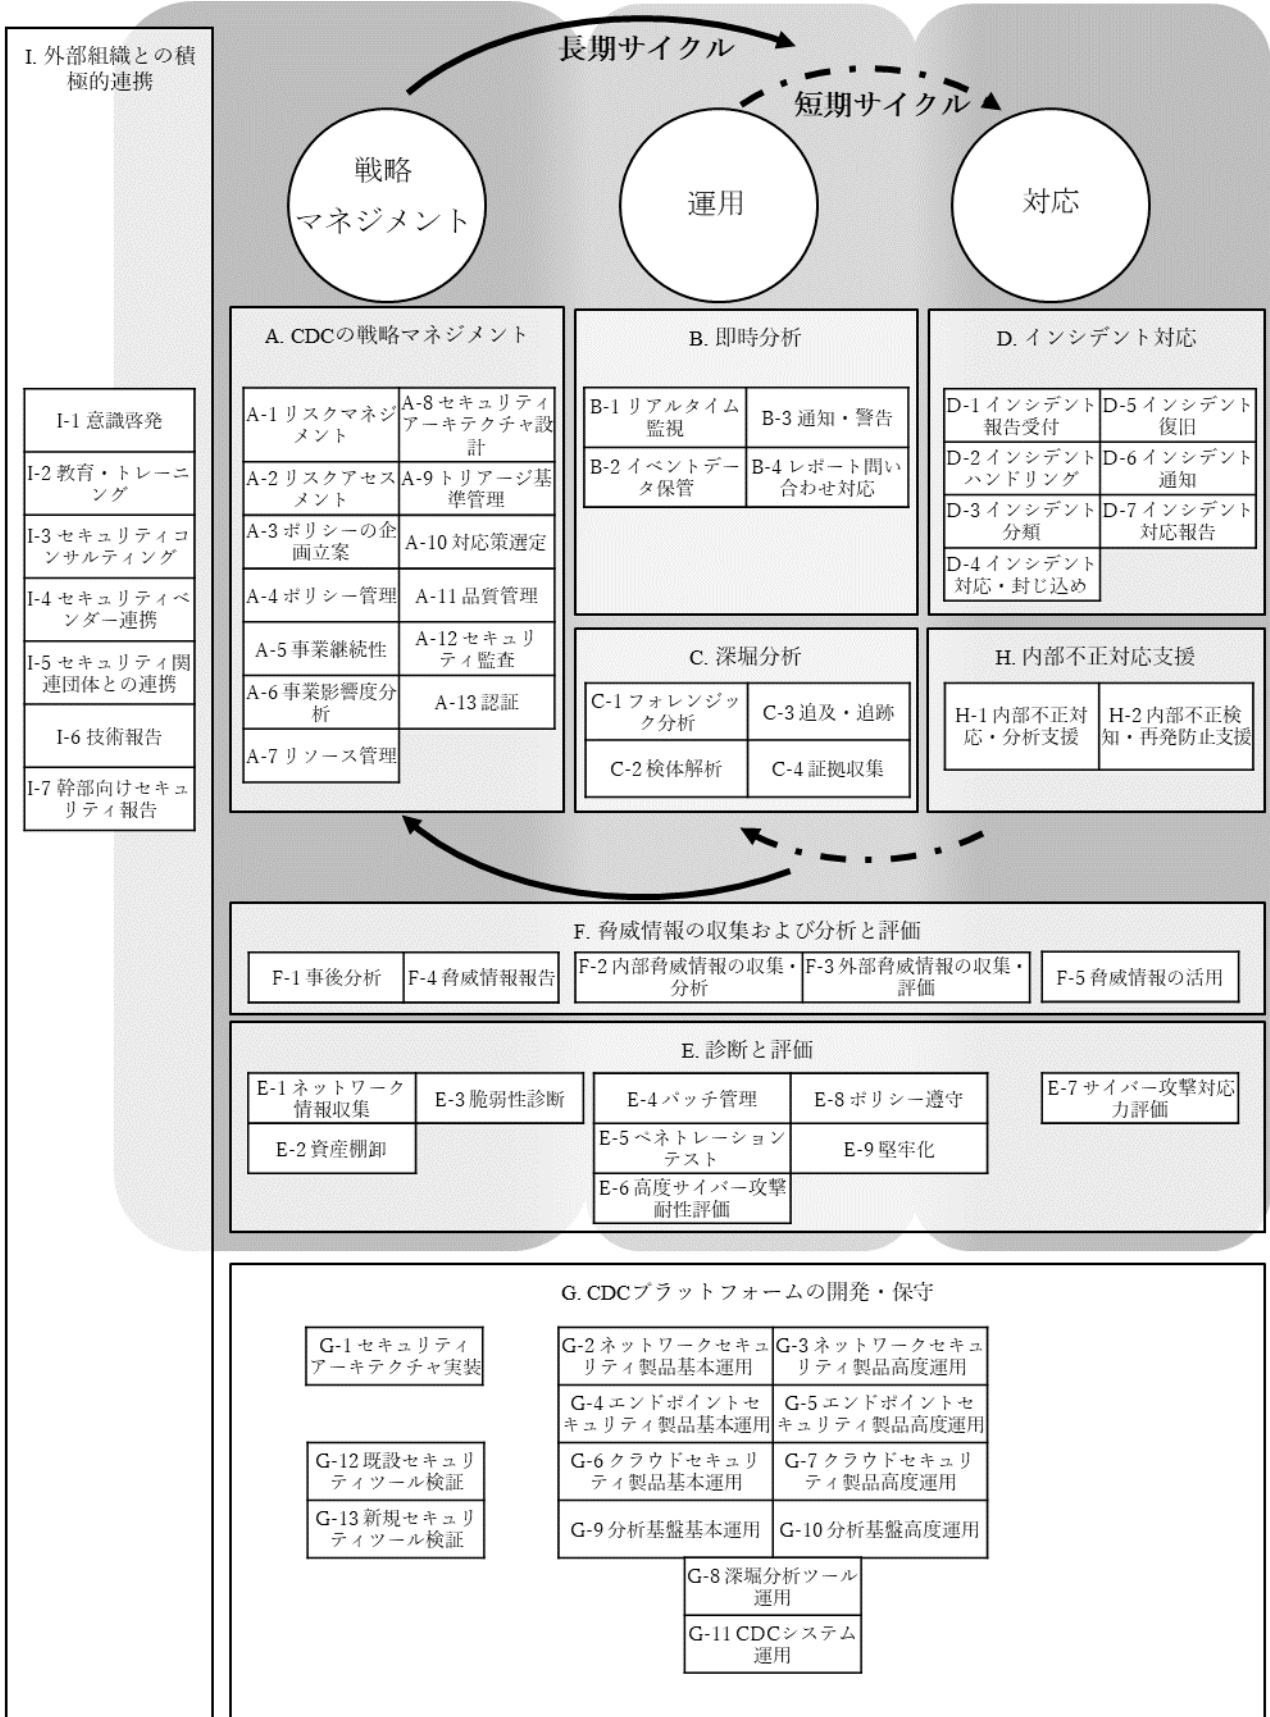 I. 外部組織との積
極的連携
長期サイクル
短期サイクル
戦略
マネジメント
運用
対応
I-1 意識啓発
I-2 教育・トレーニ
ング
I-3 セキュリティコ
ンサルティング
I-4 セキュリティベ
ンダー連携
I-5 セキュリティ関
連団体との連携
I-6 技術報告
I-7 幹部向けセキュ
リティ報告
A. CDCの戦略マネジメント
A-1 リスクマネジ
メント
A-8 セキュリティ
アーキテクチャ設
計
A-2 リスクアセス
メント
A-9 トリアージ基
準管理
A-3 ポリシーの企
画立案
A-10 対応策選定
A-4 ポリシー管理
A-11 品質管理
A-5 事業継続性
A-12 セキュリ
ティ監査
A-6 事業影響度分
析
A-13 認証
A-7 リソース管理
B. 即時分析
B-1 リアルタイム
監視
B-3 通知・警告
B-2 イベントデー
タ保管
B-4 レポート問い
合わせ対応
C. 深堀分析
C-1 フォレンジッ
ク分析
C-3 追及・追跡
C-2 検体解析
C-4 証拠収集
D. インシデント対応
D-1 インシデント
報告受付
D-5 インシデント
復旧
D-2 インシデント
ハンドリング
D-6 インシデント
通知
D-3 インシデント
分類
D-7 インシデント
対応報告
D-4 インシデント
対応・封じ込め
H. 内部不正対応支援
H-1 内部不正対
応・分析支援
H-2 内部不正検
知・再発防止支援
F. 脅威情報の収集および分析と評価
F-1 事後分析
F-4 脅威情報報告
F-2 内部脅威情報の収集・
分析
F-3 外部脅威情報の収集・
評価
F-5 脅威情報の活用
E. 診断と評価
E-1 ネットワーク
情報収集
E-3 脆弱性診断
E-2 資産棚卸
E-4 パッチ管理
E-8 ポリシー遵守
E-5 ペネトレーション
テスト
E-9 堅牢化
E-6 高度サイバー攻撃
耐性評価
E-7 サイバー攻撃対応
力評価
G. CDCプラットフォームの開発・保守
G-1 セキュリティ
アーキテクチャ実装
G-12 既設セキュリ
ティツール検証
G-13 新規セキュリ
ティツール検証
G-2 ネットワークセキュ
リティ製品基本運用
G-3 ネットワークセキュ
リティ製品高度運用
G-4 エンドポイントセ
キュリティ製品基本運用
G-5 エンドポイントセ
キュリティ製品高度運用
G-6 クラウドセキュリ
ティ製品基本運用
G-7 クラウドセキュリ
ティ製品高度運用
G-9 分析基盤基本運用
G-10 分析基盤高度運用
G-8 深堀分析ツール
運用
G-11 CDCシステム
運用